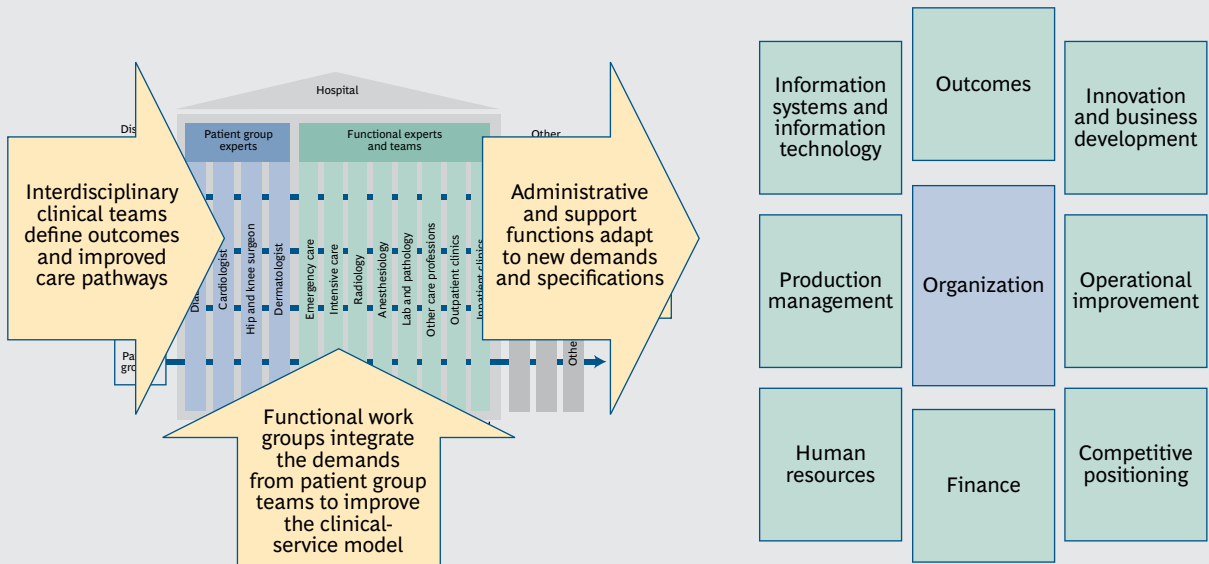 Hospital
Patient group
experts
Functional experts
and teams
Other
Interdisciplinary
clinical teams
define outcomes
and improved
care pathways
Cardiologist
Hip and knee surgeon
Dermatologist
Emergency care
Intensive care
Radiology
Anesthesiology
Lab and pathology
Other care professions
Outpatient clinics
Inpatient clinics
Other
Administrative
and support
functions adapt
to new demands
and specifications
Functional work
groups integrate
the demands
from patient group
teams to improve
the clinical-
service model
Information
systems and
information
technology
Outcomes
Innovation
and business
development
Production
management
Organization
Operational
improvement
Human
resources
Finance
Competitive
positioning